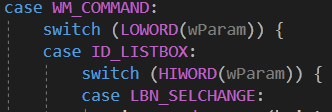 case WM_COMMAND:
switch (LOWORD(wParam)) {
case ID_LISTBOX:
switch (HIWORD(wParam)) {
case LBN_SELCHANGE: